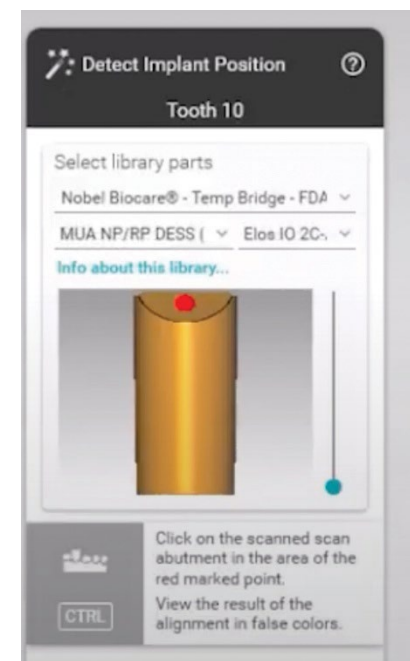 Detect Implant Position
Tooth 10
Select library parts
Nobel Biocare® - Temp Bridge - FDA
MUA NP/RP DESS ( Elos IO 2C-
Info about this library...
Click on the scanned scan
abutment in the area of the
red marked point.
CTRL View the result of the
alignment in false colors.